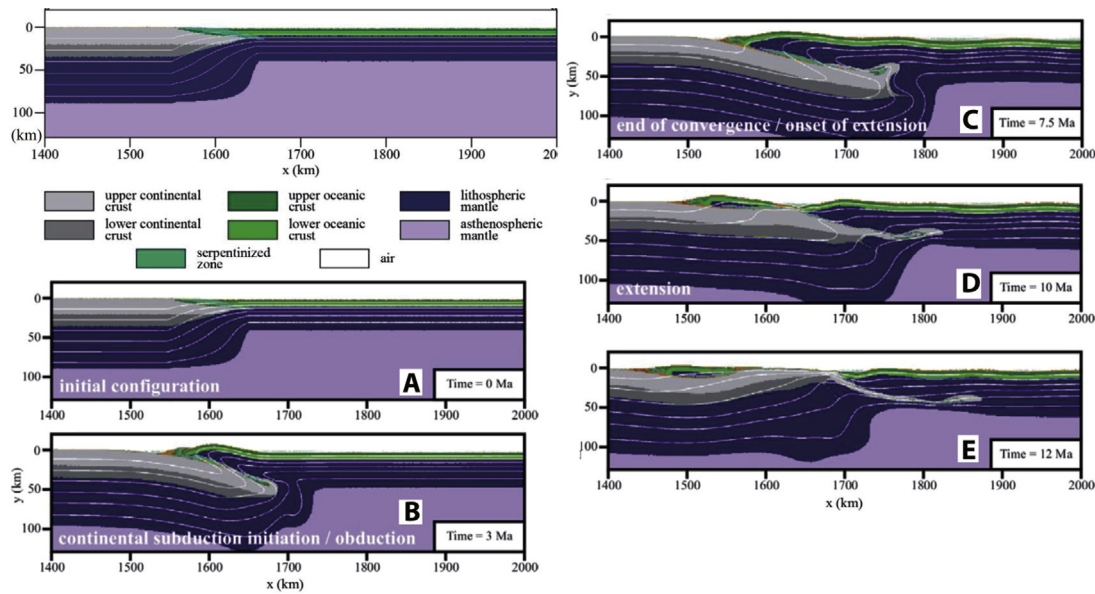 0
50
100
(km)
1400 1500 1600 1700 1800 1900 20
x (km)
upper continental crust
lower continental crust
upper oceanic crust
lower oceanic crust
lithospheric mantle
asthenospheric mantle
serpentinized zone
air
0
50
100
initial configuration
A
Time = 0 Ma
1400 1500 1600 1700 1800 1900 2000
0
50
100
y (km)
continental subduction initiation / obduction
B
Time = 3 Ma
1400 1500 1600 1700 1800 1900 2000
x (km)
0
50
100
y (km)
end of convergence / onset of extension
C
Time = 7.5 Ma
1400 1500 1600 1700 1800 1900 2000
0
50
100
extension
D
Time = 10 Ma
1400 1500 1600 1700 1800 1900 2000
0
50
100
E
Time = 12 Ma
1400 1500 1600 1700 1800 1900 2000
x (km)